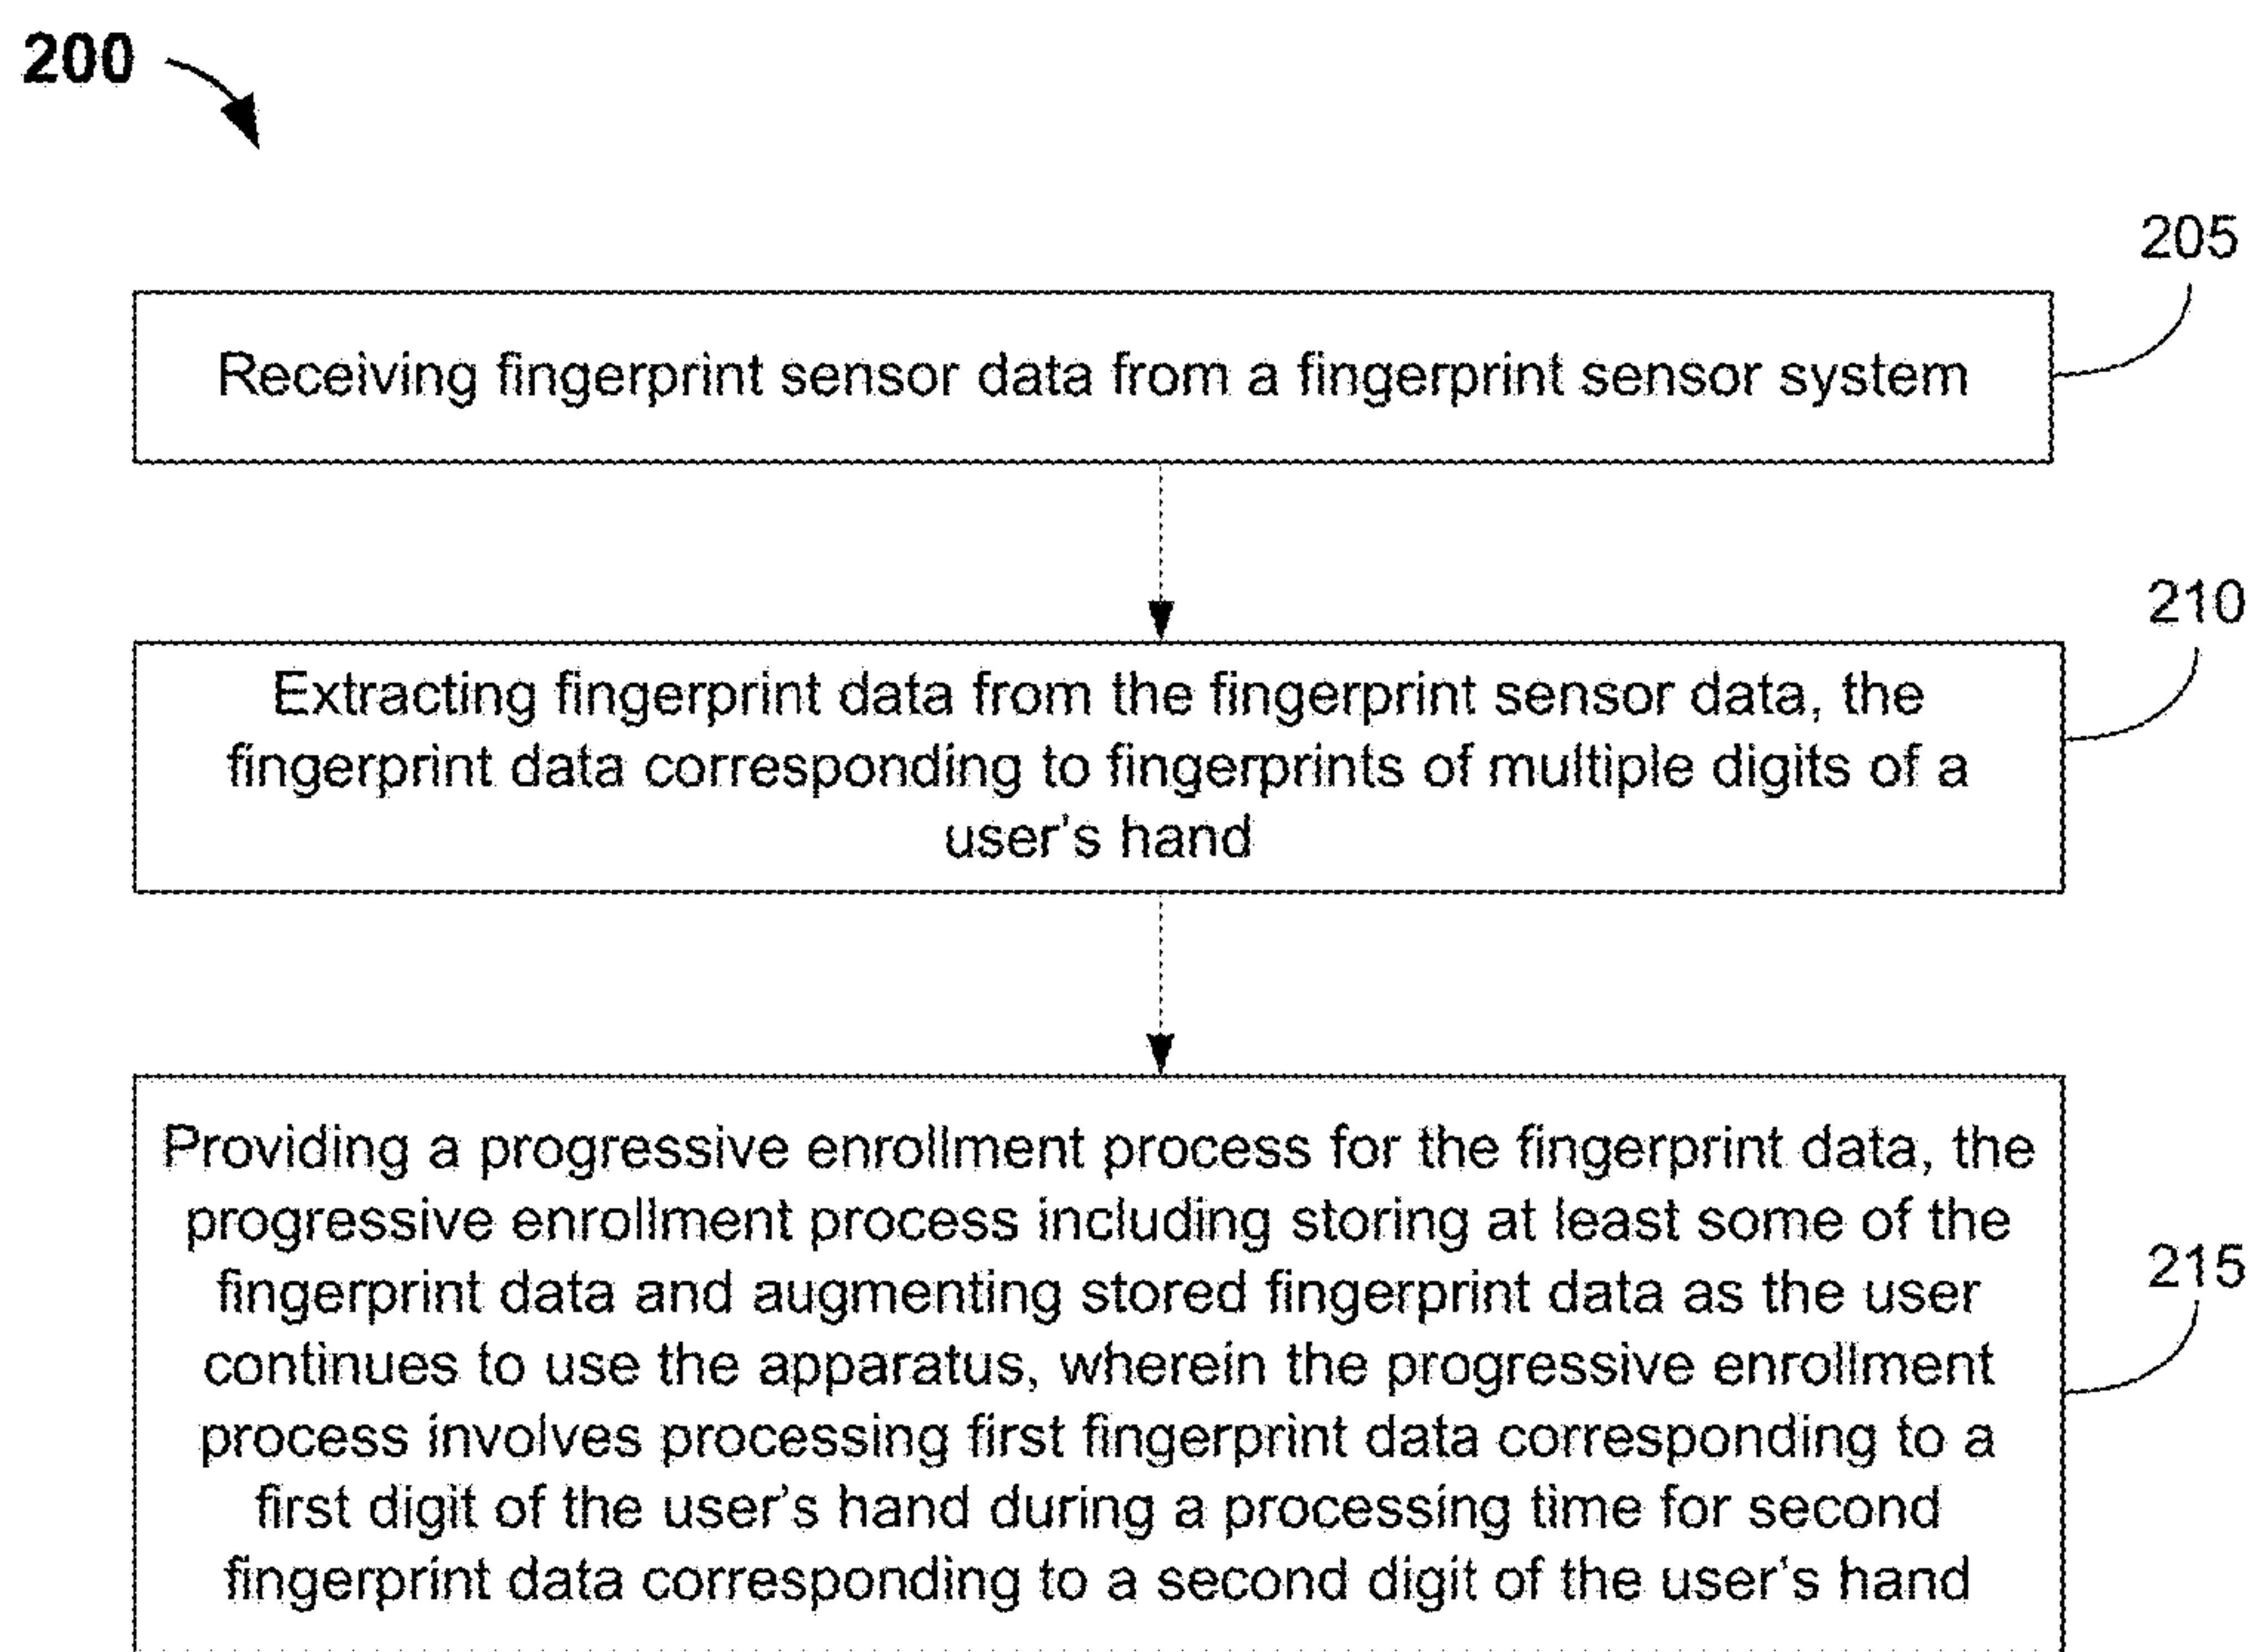 200
205
Receiving fingerprint sensor data from a fingerprint sensor system
210
Extracting fingerprint data from the fingerprint sensor data, the
fingerprint data corresponding to fingerprints of multiple digits of a
user's hand
Providing a progressive enrollment process for the fingerprint data, the
progressive enrollment process including storing at least some of the
fingerprint data and augmenting stored fingerprint data as the user
215
continues to use the apparatus, wherein the progressive enrollment
process involves processing first fingerprint data corresponding to a
first digit of the user's hand during a processing time for second
fingerprint data corresponding to a second digit of the user's hand